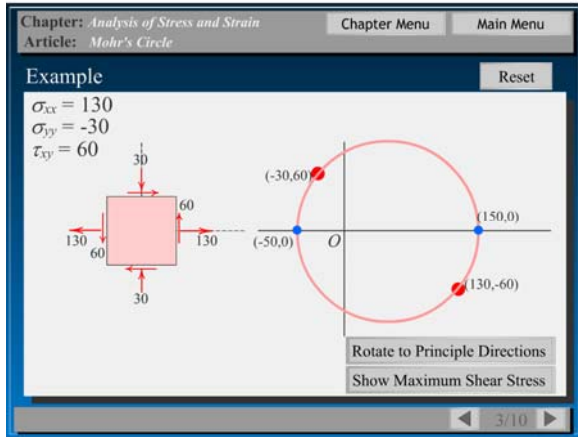 Chapter: Analysis of Stress and Strain
Article: Mohr's Circle
Chapter Menu
Main Menu
Example
Reset
σxx = 130
σyy = -30
τxy = 60
30
60
130
130
60
30
(-30,60)
(150,0)
(-50,0)
O
(130,-60)
Rotate to Principle Directions
Show Maximum Shear Stress
3/10